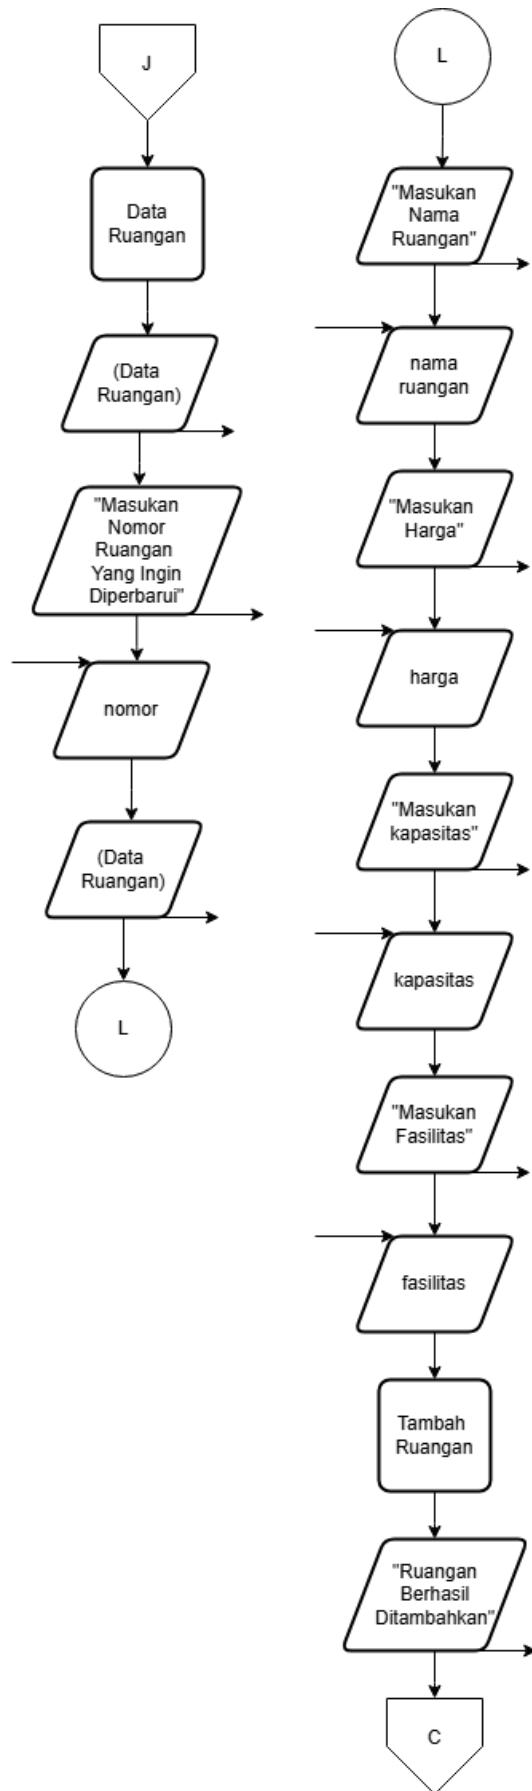 J
Data
Ruangan
(Data
Ruangan)
"Masukan
Nomor
Ruangan
Yang Ingin
Diperbarui"
nomor
(Data
Ruangan)
L
L
"Masukan
Nama
Ruangan"
nama
ruangan
"Masukan
Harga"
harga
"Masukan
kapasitas"
kapasitas
"Masukan
Fasilitas"
fasilitas
Tambah
Ruangan
"Ruangan
Berhasil
Ditambahkan"
C